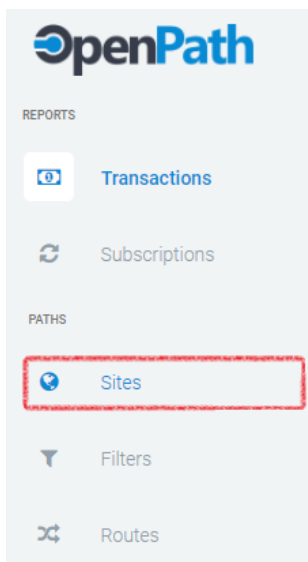 OpenPath
REPORTS
Transactions
Subscriptions
PATHS
Sites
Filters
Routes